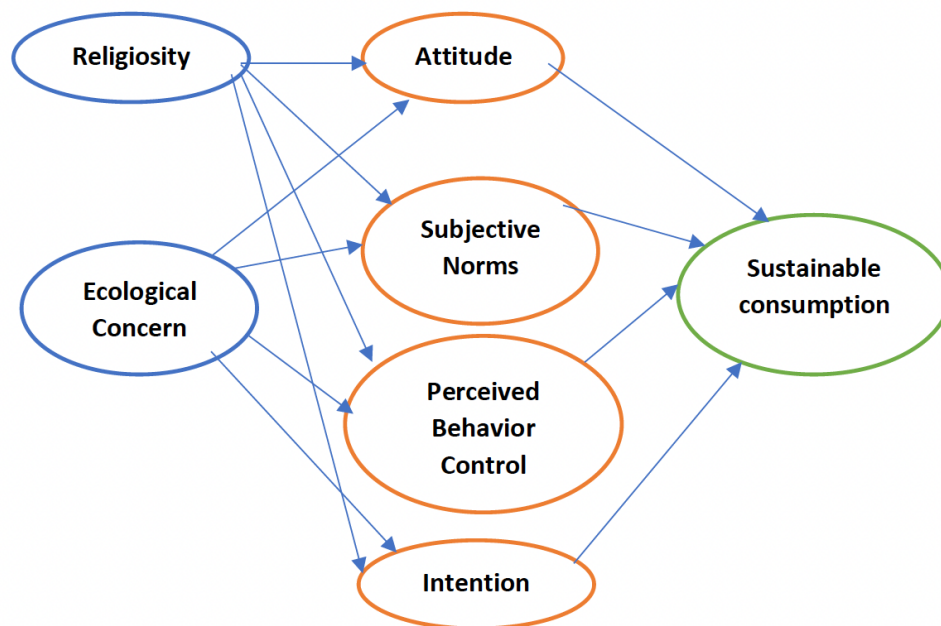 Religiosity
Attitude
Subjective
Norms
Ecological
Concern
Sustainable
consumption
Perceived
Behavior
Control
Intention